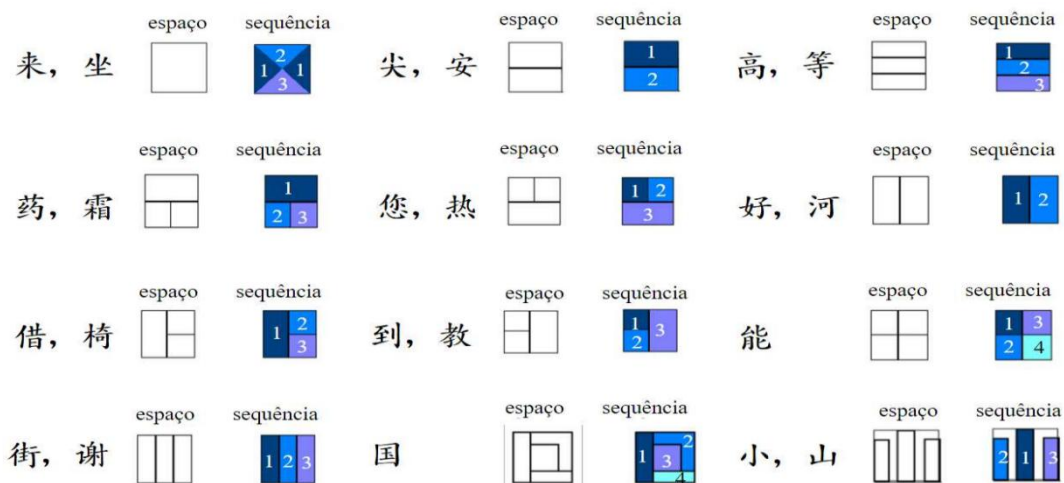 espaço sequência espaço sequência espaço sequência
来，坐 1 2 1 3 尖，安 1 2 高，等 1 2 3
espaço sequência espaço sequência espaço sequência
药，霜 1 2 3 您，热 1 2 3 好，河 1 2
espaço sequência espaço sequência espaço sequência
借，椅 1 2 3 到，教 1 2 3 能 1 3 2 4
espaço sequência espaço sequência espaço sequência
街，谢 1 2 3 国 1 2 3 4 小，山 2 1 3